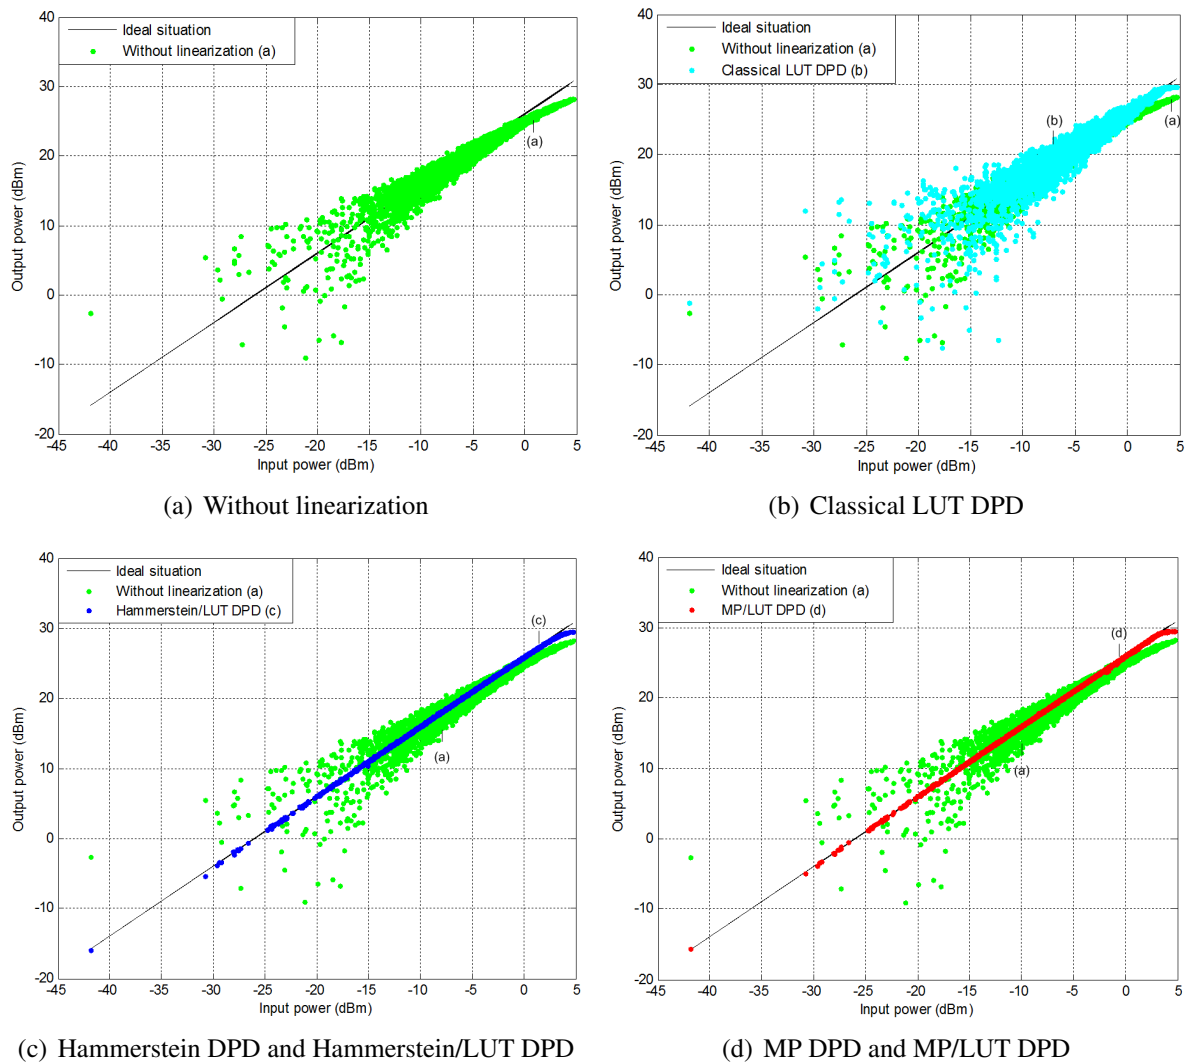 40
30
20
10
0
-10
-20
Output power (dBm)
Ideal situation
Without linearization (a)
(a)
-45 -40 -35 -30 -25 -20 -15 -10 -5 0 5
Input power (dBm)
(a) Without linearization
40
30
20
10
0
-10
-20
Output power (dBm)
Ideal situation
Without linearization (a)
Classical LUT DPD (b)
(b)
(a)
-45 -40 -35 -30 -25 -20 -15 -10 -5 0 5
Input power (dBm)
(b) Classical LUT DPD
40
30
20
10
0
-10
-20
Output power (dBm)
Ideal situation
Without linearization (a)
Hammerstein/LUT DPD (c)
(c)
(a)
-45 -40 -35 -30 -25 -20 -15 -10 -5 0 5
Input power (dBm)
(c) Hammerstein DPD and Hammerstein/LUT DPD
40
30
20
10
0
-10
-20
Output power (dBm)
Ideal situation
Without linearization (a)
MP/LUT DPD (d)
(d)
(a)
-45 -40 -35 -30 -25 -20 -15 -10 -5 0 5
Input power (dBm)
(d) MP DPD and MP/LUT DPD